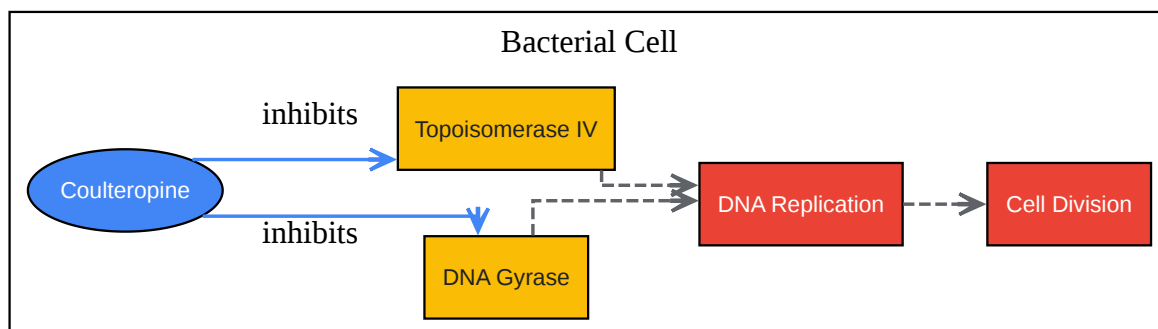 Bacterial Cell
inhibits
Topoisomerase IV
Coulteropine
DNA Replication
Cell Division
inhibits
DNA Gyrase